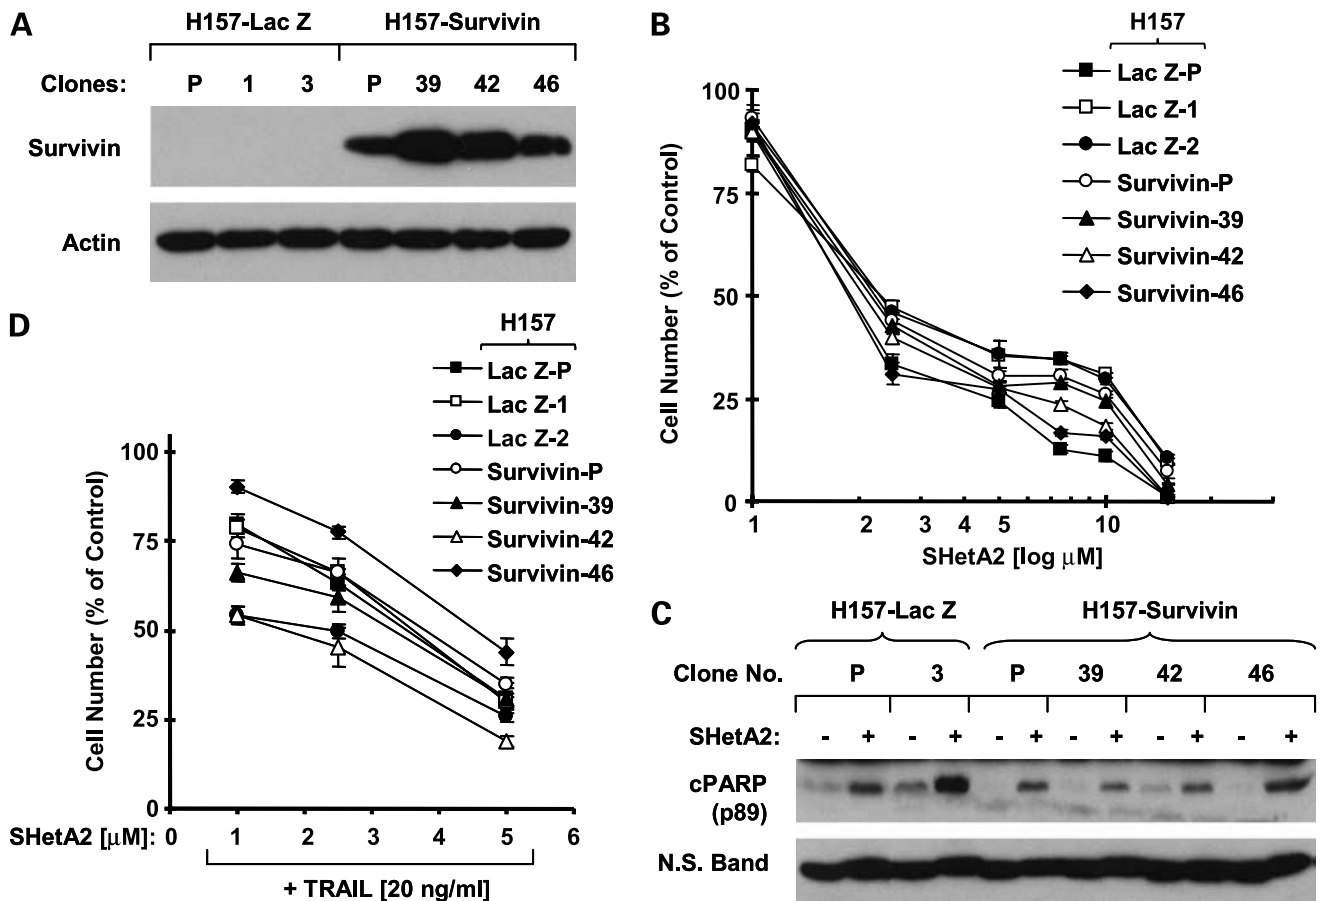 A
H157-Lac Z H157-Survivin
Clones: P 1 3 P 39 42 46
Survivin
Actin
B
H157
Lac Z-P
Lac Z-1
Lac Z-2
Survivin-P
Survivin-39
Survivin-42
Survivin-46
Cell Number (% of Control)
100
75
50
25
0
1 2 3 4 5 10
SHetA2 [log μM]
D
H157
Lac Z-P
Lac Z-1
Lac Z-2
Survivin-P
Survivin-39
Survivin-42
Survivin-46
Cell Number (% of Control)
100
75
50
25
0
SHetA2 [μM]: 0 1 2 3 4 5 6
+ TRAIL [20 ng/ml]
C
H157-Lac Z H157-Survivin
Clone No. P 3 P 39 42 46
SHetA2: - + - + - + - + - + - +
cPARP
(p89)
N.S. Band